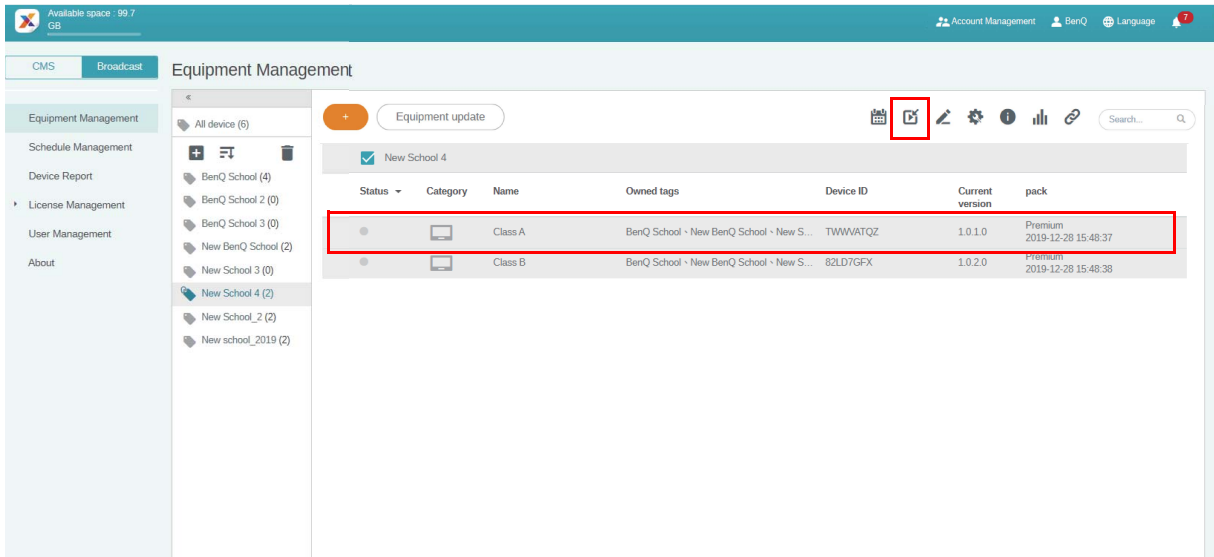 Available space : 99.7
GB
Account Management
BenQ
Language
7
CMS
Broadcast
Equipment Management
Equipment Management
Schedule Management
Device Report
License Management
User Management
About
«
All device (6)
BenQ School (4)
BenQ School 2 (0)
BenQ School 3 (0)
New BenQ School (2)
New School 3 (0)
New School 4 (2)
New School_2 (2)
New school_2019 (2)
+
Equipment update
Search...
New School 4
Status Category Name Owned tags Device ID Current version pack
Class A BenQ School、New BenQ School、New S... TWWVATQZ 1.0.1.0 Premium
2019-12-28 15:48:37
Class B BenQ School、New BenQ School、New S... 82LD7GFX 1.0.2.0 Premium
2019-12-28 15:48:38